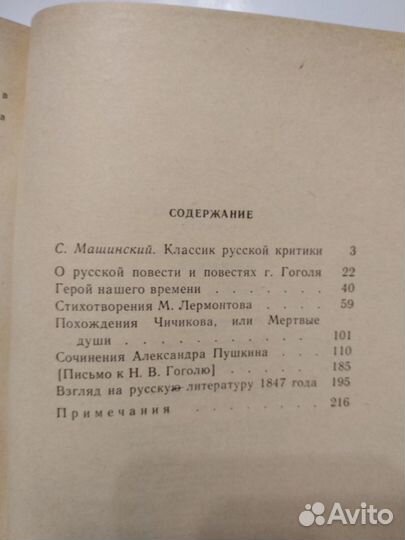 в
а
СОДЕРЖАНИЕ
С. Машинский. Классик русской критики 3
О русской повести и повестях г. Гоголя 22
Герой нашего времени . . . . . . 40
Стихотворения М. Лермонтова . . . . 59
Похождения Чичикова, или Мертвые
души . . . . . . . . . . 101
Сочинения Александра Пушкина . . . 110
[Письмо к Н. В. Гоголю] . . . . . 185
Взгляд на русскую литературу 1847 года 195
Примечания . . . . . . . 216
Avito